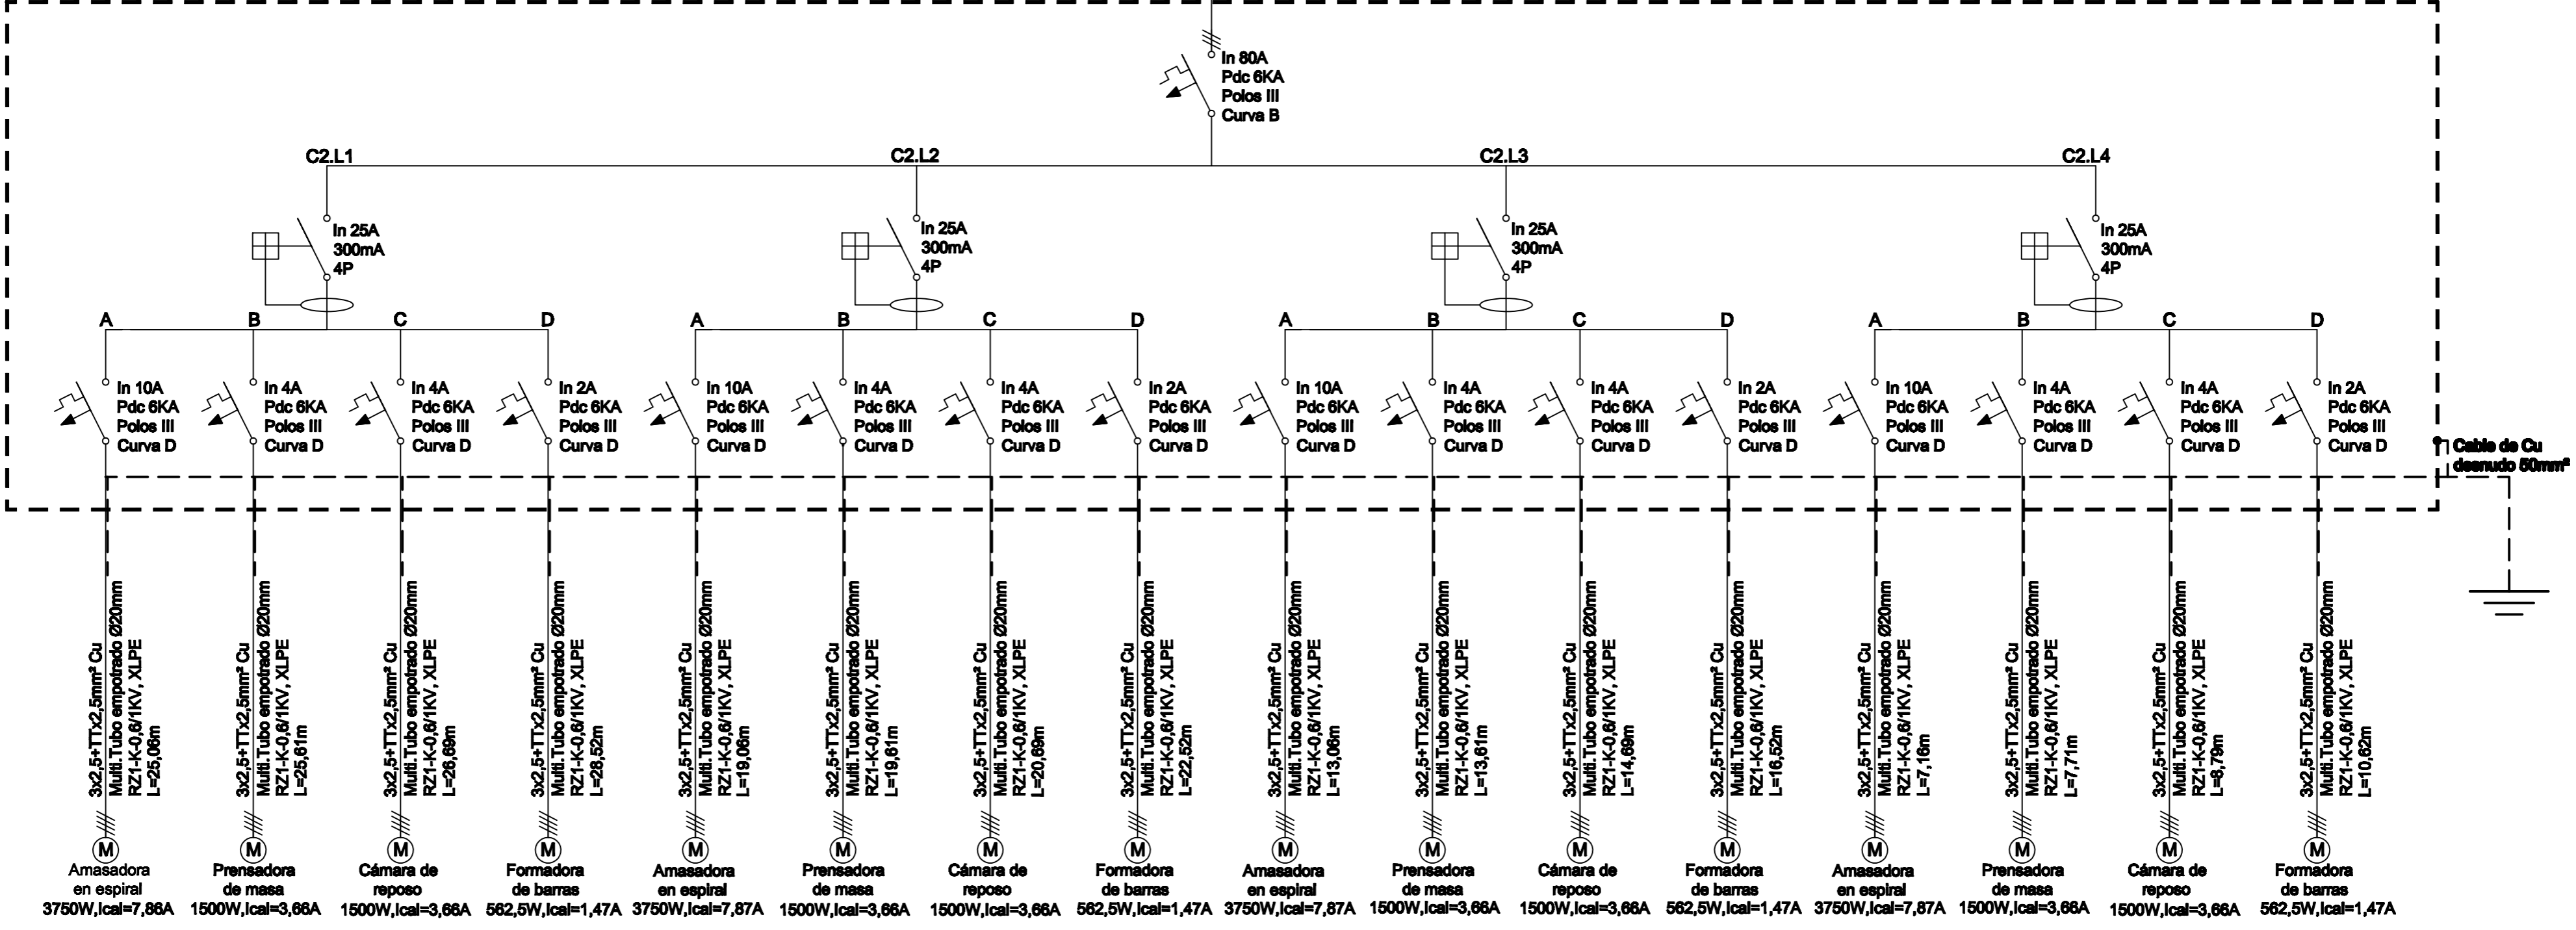 In 80A
Pdc 6KA
Polos III
Curva B
C2.L1
C2.L2
C2.L3
C2.L4
In 25A
300mA
4P
In 25A
300mA
4P
In 25A
300mA
4P
In 25A
300mA
4P
A
B
C
D
A
B
C
D
A
B
C
D
A
B
C
D
In 10A
Pdc 6KA
Polos III
Curva D
In 4A
Pdc 6KA
Polos III
Curva D
In 4A
Pdc 6KA
Polos III
Curva D
In 2A
Pdc 6KA
Polos III
Curva D
In 10A
Pdc 6KA
Polos III
Curva D
In 4A
Pdc 6KA
Polos III
Curva D
In 4A
Pdc 6KA
Polos III
Curva D
In 2A
Pdc 6KA
Polos III
Curva D
In 10A
Pdc 6KA
Polos III
Curva D
In 4A
Pdc 6KA
Polos III
Curva D
In 4A
Pdc 6KA
Polos III
Curva D
In 2A
Pdc 6KA
Polos III
Curva D
In 10A
Pdc 6KA
Polos III
Curva D
In 4A
Pdc 6KA
Polos III
Curva D
In 4A
Pdc 6KA
Polos III
Curva D
In 2A
Pdc 6KA
Polos III
Curva D
Cable de Cu
desnudo 50mm²
3x2,5+TTx2,5mm² Cu
Multi.Tubo empotrado Ø20mm
RZ1-K-0,6/1KV, XLPE
L=25,06m
3x2,5+TTx2,5mm² Cu
Multi.Tubo empotrado Ø20mm
RZ1-K-0,6/1KV, XLPE
L=25,61m
3x2,5+TTx2,5mm² Cu
Multi.Tubo empotrado Ø20mm
RZ1-K-0,6/1KV, XLPE
L=26,69m
3x2,5+TTx2,5mm² Cu
Multi.Tubo empotrado Ø20mm
RZ1-K-0,6/1KV, XLPE
L=28,52m
3x2,5+TTx2,5mm² Cu
Multi.Tubo empotrado Ø20mm
RZ1-K-0,6/1KV, XLPE
L=19,06m
3x2,5+TTx2,5mm² Cu
Multi.Tubo empotrado Ø20mm
RZ1-K-0,6/1KV, XLPE
L=19,61m
3x2,5+TTx2,5mm² Cu
Multi.Tubo empotrado Ø20mm
RZ1-K-0,6/1KV, XLPE
L=20,69m
3x2,5+TTx2,5mm² Cu
Multi.Tubo empotrado Ø20mm
RZ1-K-0,6/1KV, XLPE
L=22,52m
3x2,5+TTx2,5mm² Cu
Multi.Tubo empotrado Ø20mm
RZ1-K-0,6/1KV, XLPE
L=13,06m
3x2,5+TTx2,5mm² Cu
Multi.Tubo empotrado Ø20mm
RZ1-K-0,6/1KV, XLPE
L=13,61m
3x2,5+TTx2,5mm² Cu
Multi.Tubo empotrado Ø20mm
RZ1-K-0,6/1KV, XLPE
L=14,69m
3x2,5+TTx2,5mm² Cu
Multi.Tubo empotrado Ø20mm
RZ1-K-0,6/1KV, XLPE
L=16,52m
3x2,5+TTx2,5mm² Cu
Multi.Tubo empotrado Ø20mm
RZ1-K-0,6/1KV, XLPE
L=7,16m
3x2,5+TTx2,5mm² Cu
Multi.Tubo empotrado Ø20mm
RZ1-K-0,6/1KV, XLPE
L=7,71m
3x2,5+TTx2,5mm² Cu
Multi.Tubo empotrado Ø20mm
RZ1-K-0,6/1KV, XLPE
L=8,79m
3x2,5+TTx2,5mm² Cu
Multi.Tubo empotrado Ø20mm
RZ1-K-0,6/1KV, XLPE
L=10,62m
M
Amasadora
en espiral
3750W,Ical=7,86A
M
Prensadora
de masa
1500W,Ical=3,66A
M
Cámara de
reposo
1500W,Ical=3,66A
M
Formadora
de barras
562,5W,Ical=1,47A
M
Amasadora
en espiral
3750W,Ical=7,87A
M
Prensadora
de masa
1500W,Ical=3,66A
M
Cámara de
reposo
1500W,Ical=3,66A
M
Formadora
de barras
562,5W,Ical=1,47A
M
Amasadora
en espiral
3750W,Ical=7,87A
M
Prensadora
de masa
1500W,Ical=3,66A
M
Cámara de
reposo
1500W,Ical=3,66A
M
Formadora
de barras
562,5W,Ical=1,47A
M
Amasadora
en espiral
3750W,Ical=7,87A
M
Prensadora
de masa
1500W,Ical=3,66A
M
Cámara de
reposo
1500W,Ical=3,66A
M
Formadora
de barras
562,5W,Ical=1,47A